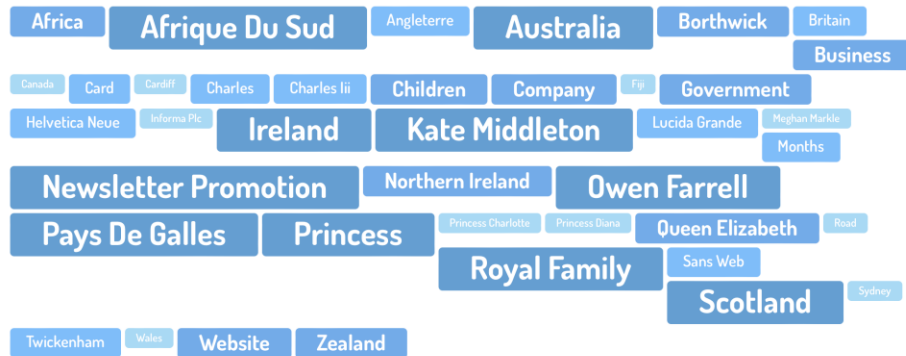 Africa Afrique Du Sud Angleterre Australia Borthwick Britain
Business
Canada Card Cardiff Charles Charles Iii Children Company Fiji Government
Helvetica Neue Informa Plc Ireland Kate Middleton Lucida Grande Meghan Markle
Months
Newsletter Promotion Northern Ireland Owen Farrell
Pays De Galles Princess Princess Charlotte Princess Diana Queen Elizabeth Road
Royal Family Sans Web
Scotland Sydney
Twickenham Wales Website Zealand